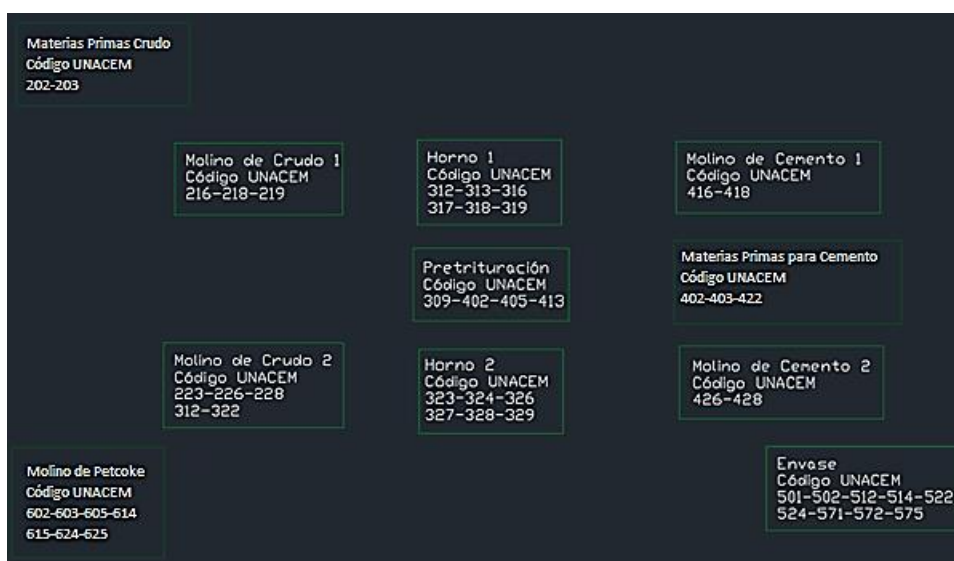 Materias Primas Crudo
Código UNACEM
202-203
Molino de Crudo 1
Código UNACEM
216-218-219
Horno 1
Código UNACEM
312-313-316
317-318-319
Molino de Cemento 1
Código UNACEM
416-418
Pretrituración
Código UNACEM
309-402-405-413
Materias Primas para Cemento
Código UNACEM
402-403-422
Molino de Crudo 2
Código UNACEM
223-226-228
312-322
Horno 2
Código UNACEM
323-324-326
327-328-329
Molino de Cemento 2
Código UNACEM
426-428
Molino de Petcoke
Código UNACEM
602-603-605-614
615-624-625
Envase
Código UNACEM
501-502-512-514-522
524-571-572-575